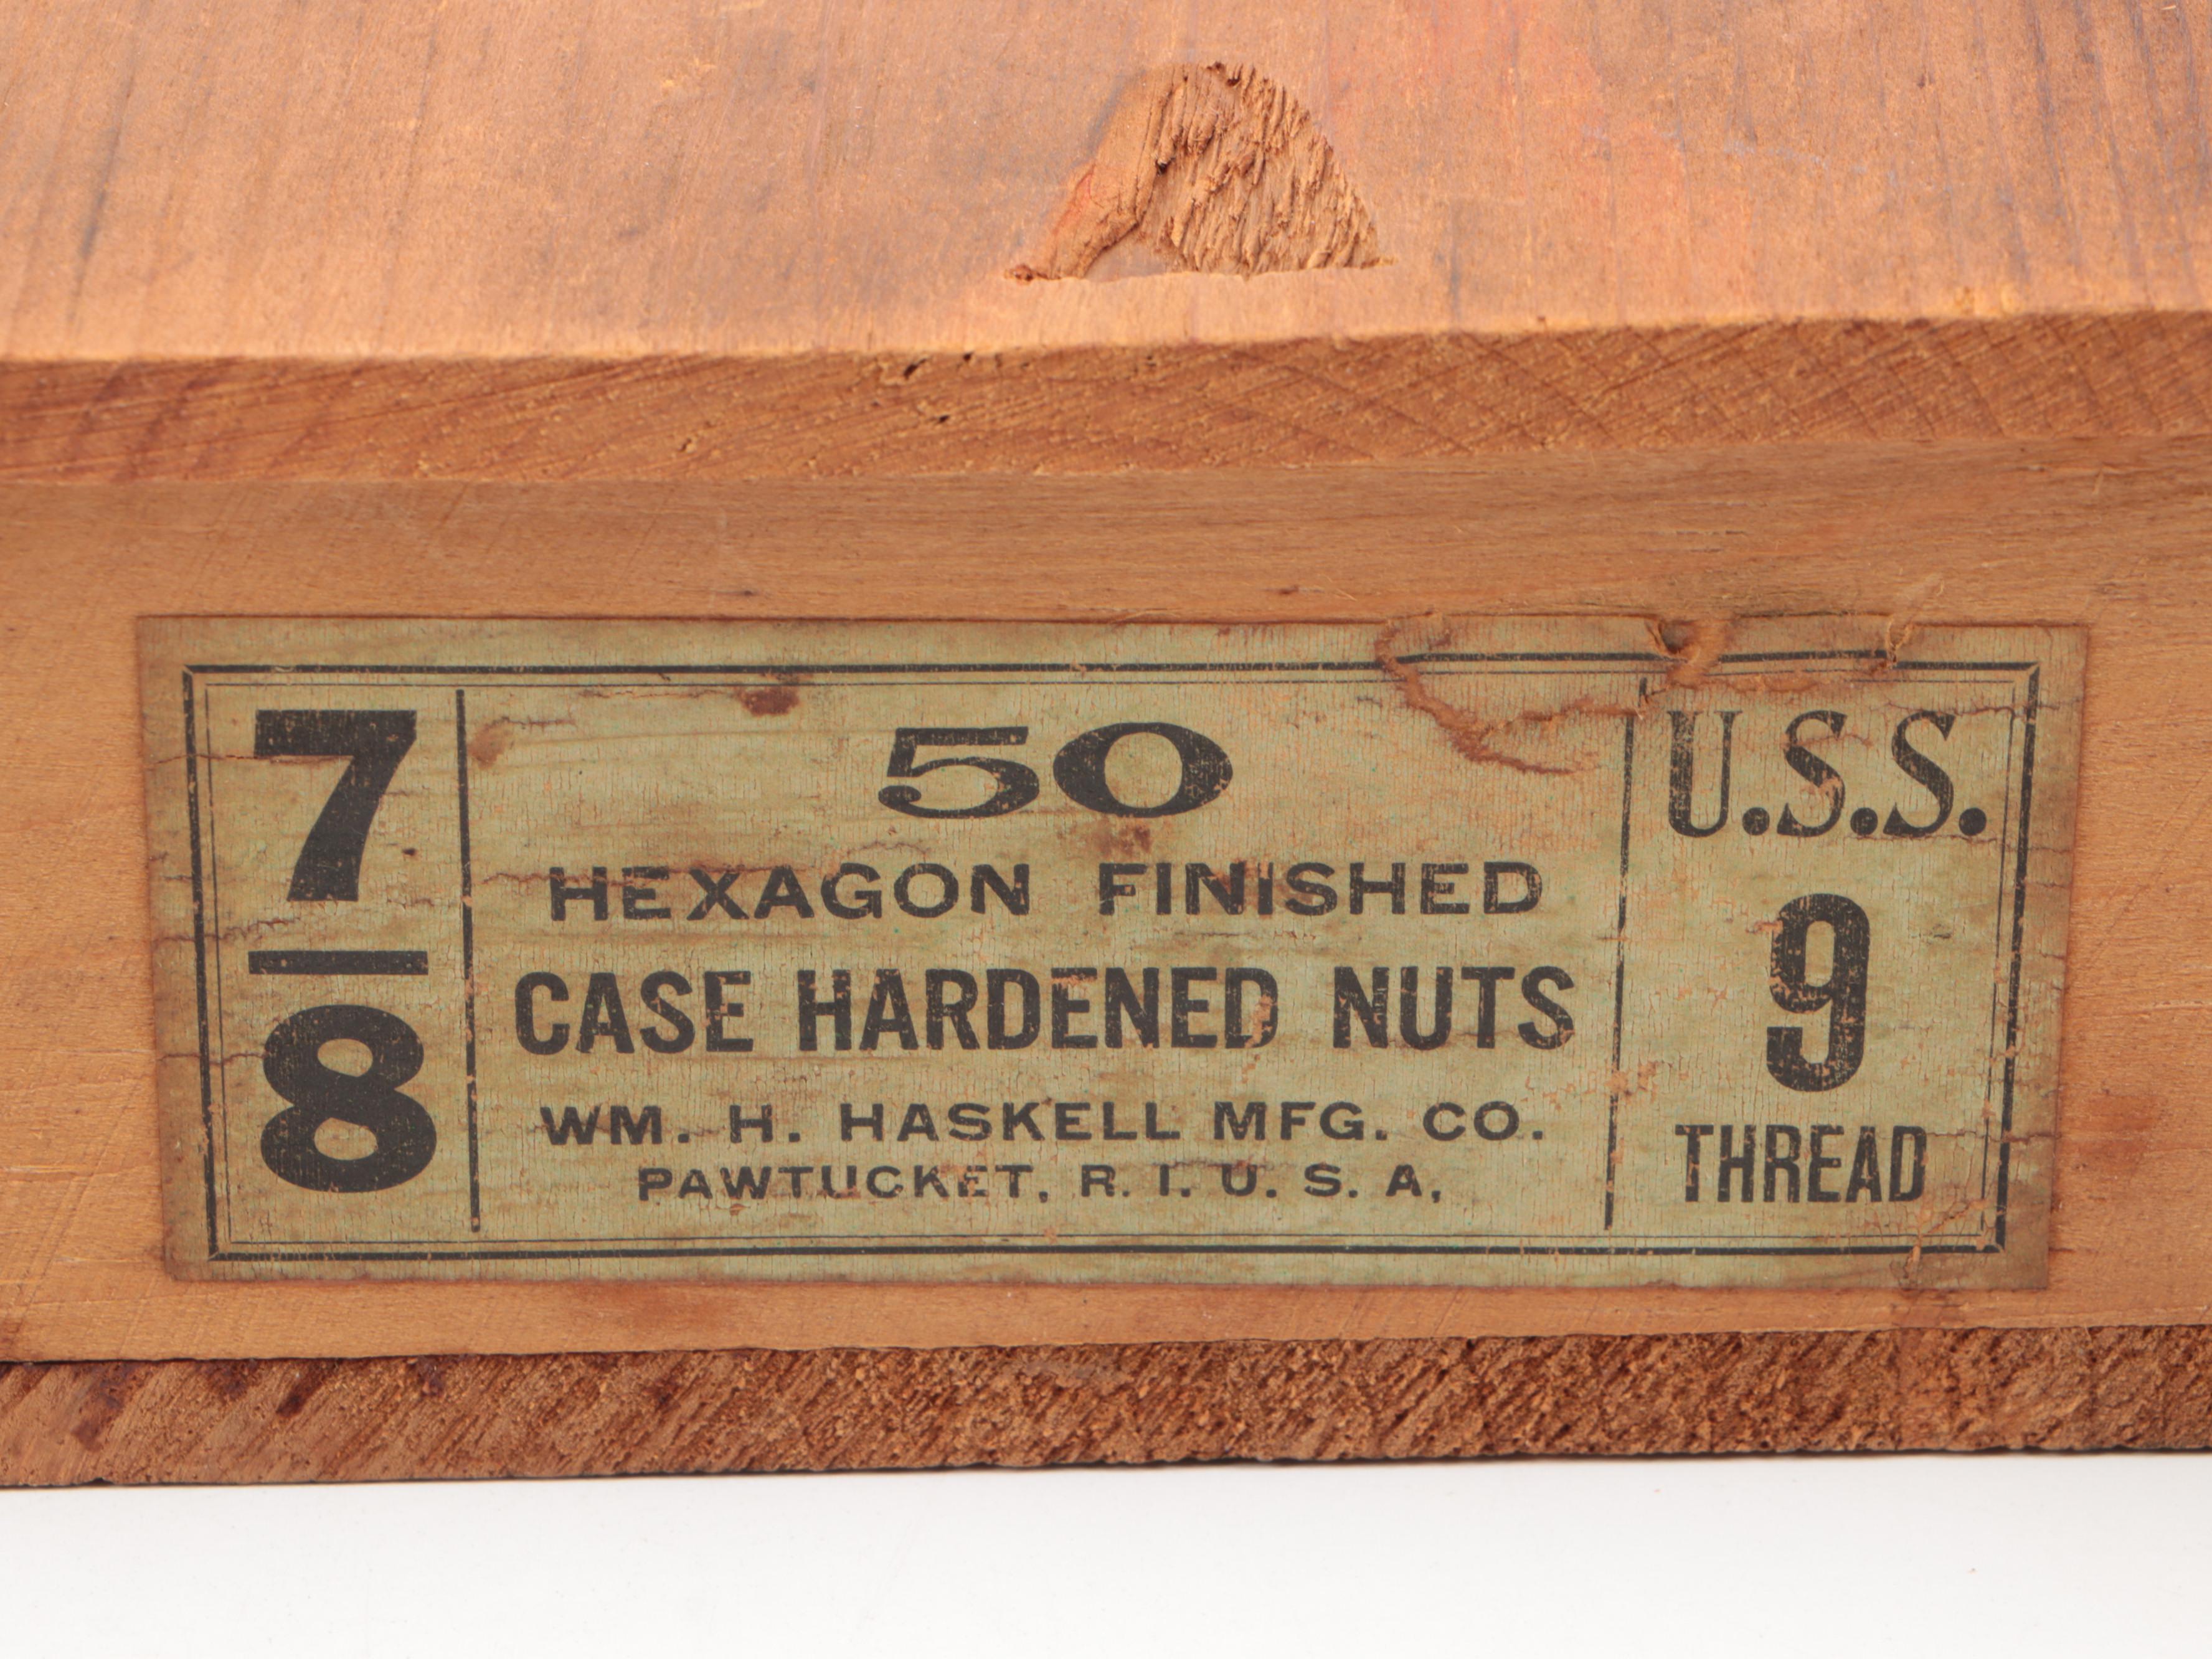 7
8
50
HEXAGON FINISHED
CASE HARDENED NUTS
WM. H. HASKELL MFG. CO.
PAWTUCKET, R. I. U. S. A,
U.S.S.
9
THREAD